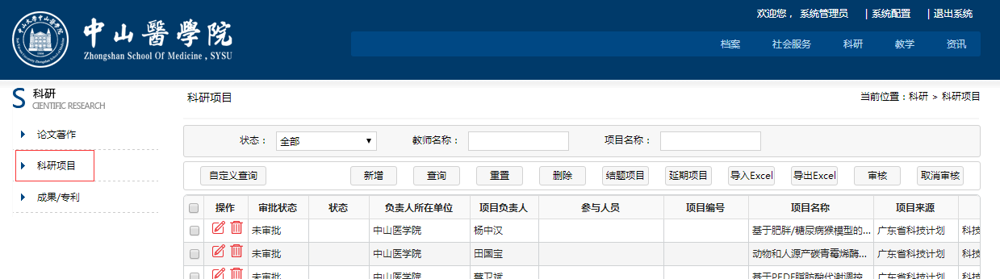 欢迎您， 系统管理员 | 系统配置 | 退出系统
中山醫學院
Zhongshan School Of Medicine , SYSU
档案 社会服务 科研 教学 资讯
S 科研
CIENTIFIC RESEARCH
科研项目
当前位置：科研 > 科研项目
论文著作
科研项目
成果/专利
状态： 全部 教师名称： 项目名称：
自定义查询 新增 查询 重置 删除 结题项目 延期项目 导入Excel 导出Excel 审核 取消审核
操作 审批状态 状态 负责人所在单位 项目负责人 参与人员 项目编号 项目名称 项目来源
未审批 中山医学院 杨中汉 基于肥胖/糖尿病猴模型的... 广东省科技计划 科技
未审批 中山医学院 田国宝 动物和人源产碳青霉烯酶... 广东省科技计划 科技
未审批 中山医学院 蔡卫斌 基于PEDF脂肪酸代谢调控 广东省科技计划 科技